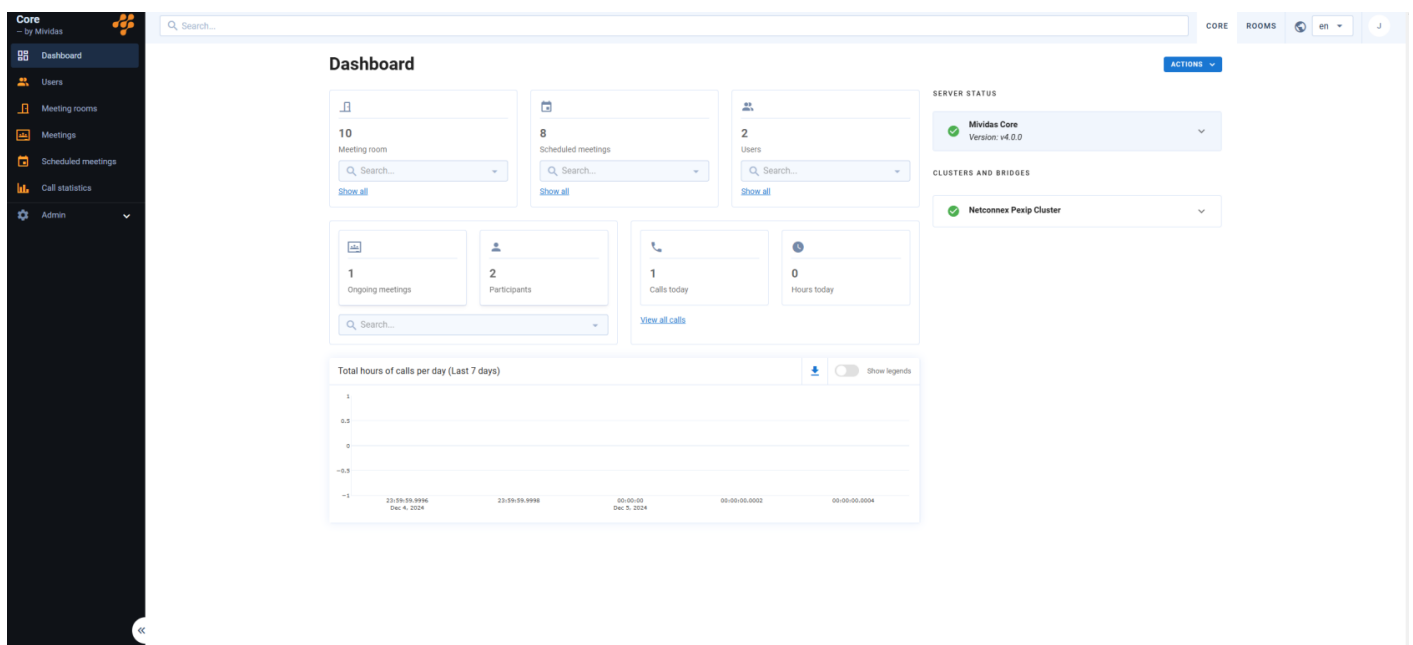 Core
– by Mividas
Search...
CORE
ROOMS
en
J
Dashboard
Users
Meeting rooms
Meetings
Scheduled meetings
Call statistics
Admin
Dashboard
ACTIONS
10
Meeting room
Search...
Show all
8
Scheduled meetings
Search...
Show all
2
Users
Search...
Show all
1
Ongoing meetings
2
Participants
Search...
1
Calls today
0
Hours today
View all calls
Total hours of calls per day (Last 7 days)
Show legends
1
0.5
0
−0.5
−1
23:59:59.9996
Dec 4, 2024
23:59:59.9998
00:00:00
Dec 5, 2024
00:00:00.0002
00:00:00.0004
SERVER STATUS
Mividas Core
Version: v4.0.0
CLUSTERS AND BRIDGES
Netconnex Pexip Cluster